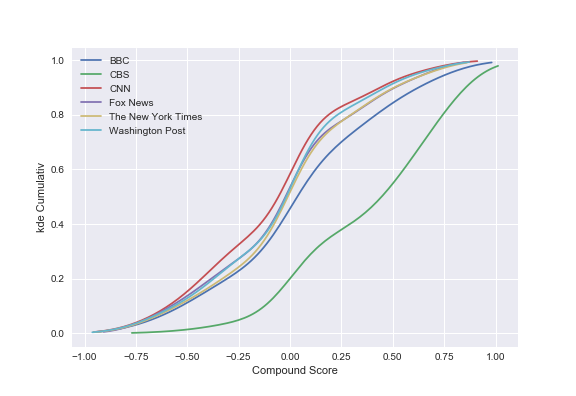 1.0
0.8
0.6
0.4
0.2
0.0
kde Cumulativ
BBC
CBS
CNN
Fox News
The New York Times
Washington Post
−1.00 −0.75 −0.50 −0.25 0.00 0.25 0.50 0.75 1.00
Compound Score